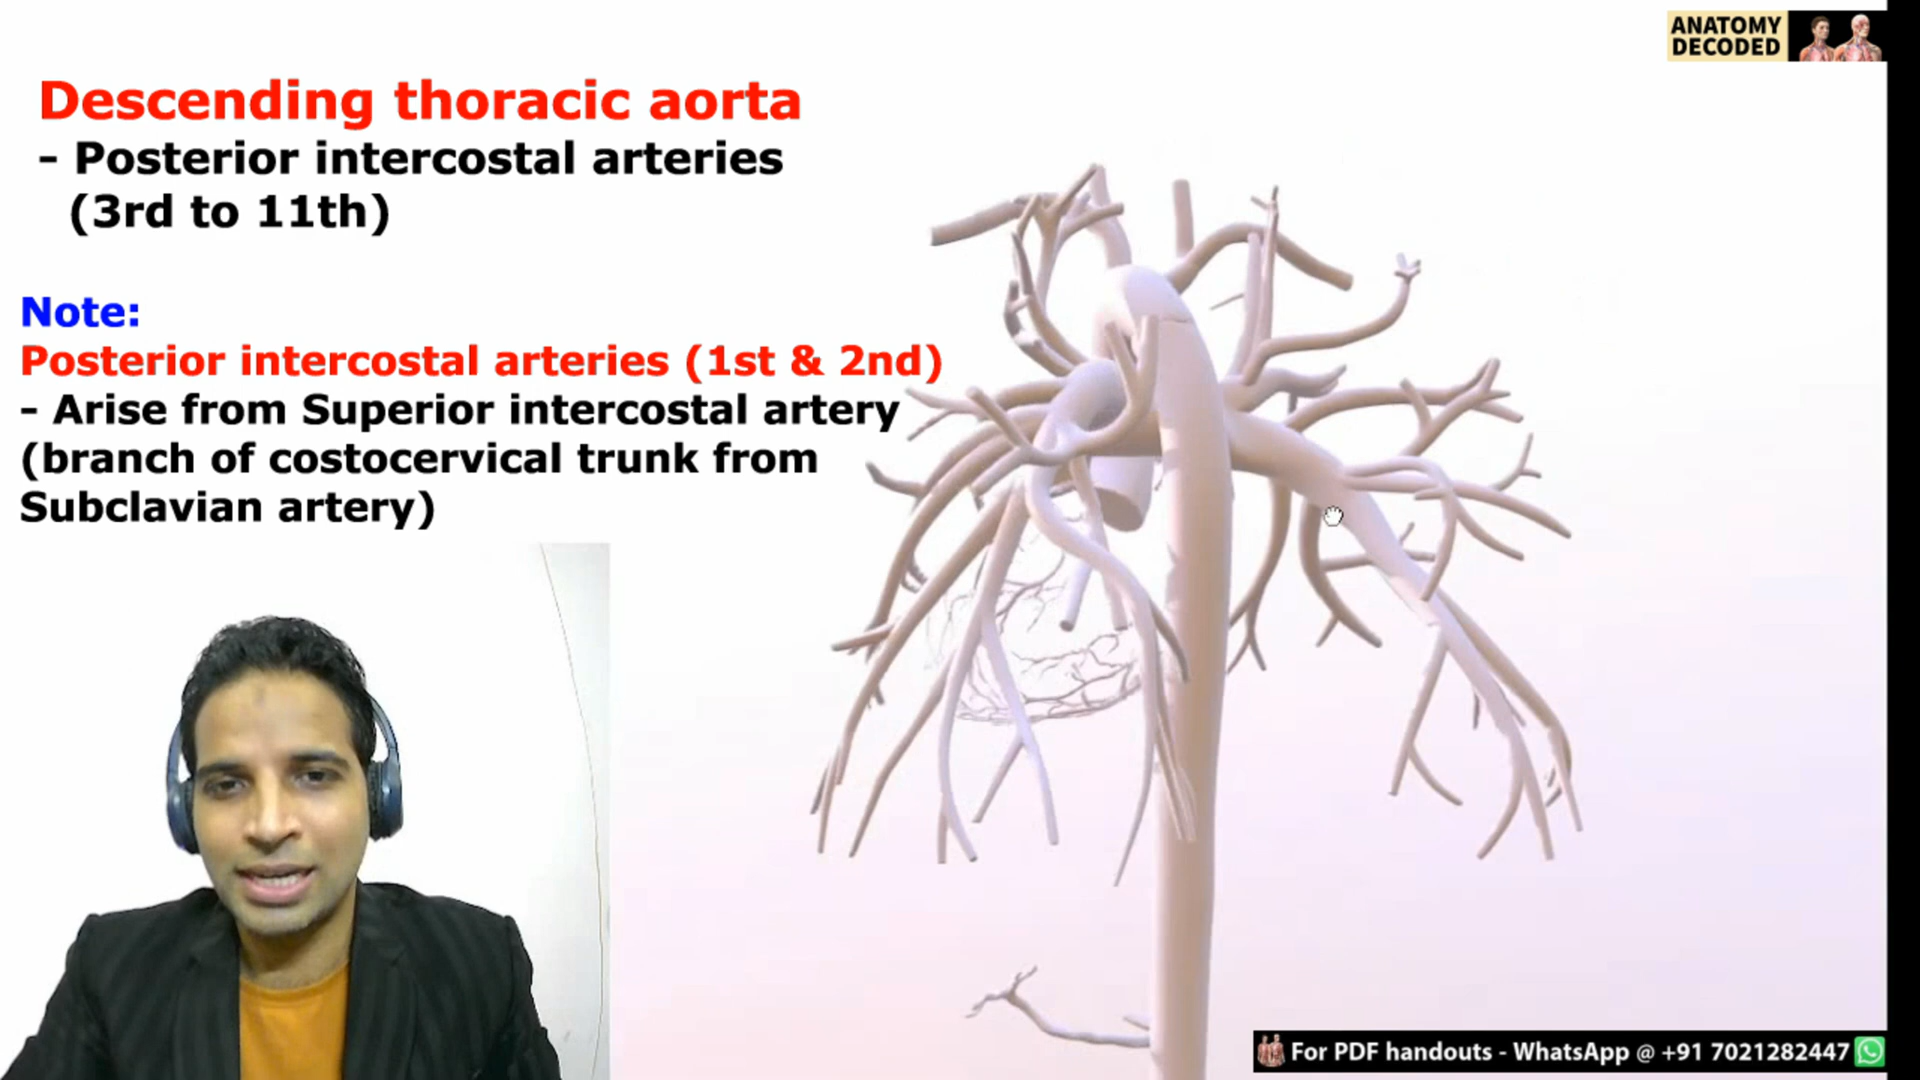 ANATOMY
DECODED
Descending thoracic aorta
- Posterior intercostal arteries
(3rd to 11th)
Note:
Posterior intercostal arteries (1st & 2nd)
- Arise from Superior intercostal artery
(branch of costocervical trunk from
Subclavian artery)
For PDF handouts - WhatsApp @ +91 7021282447